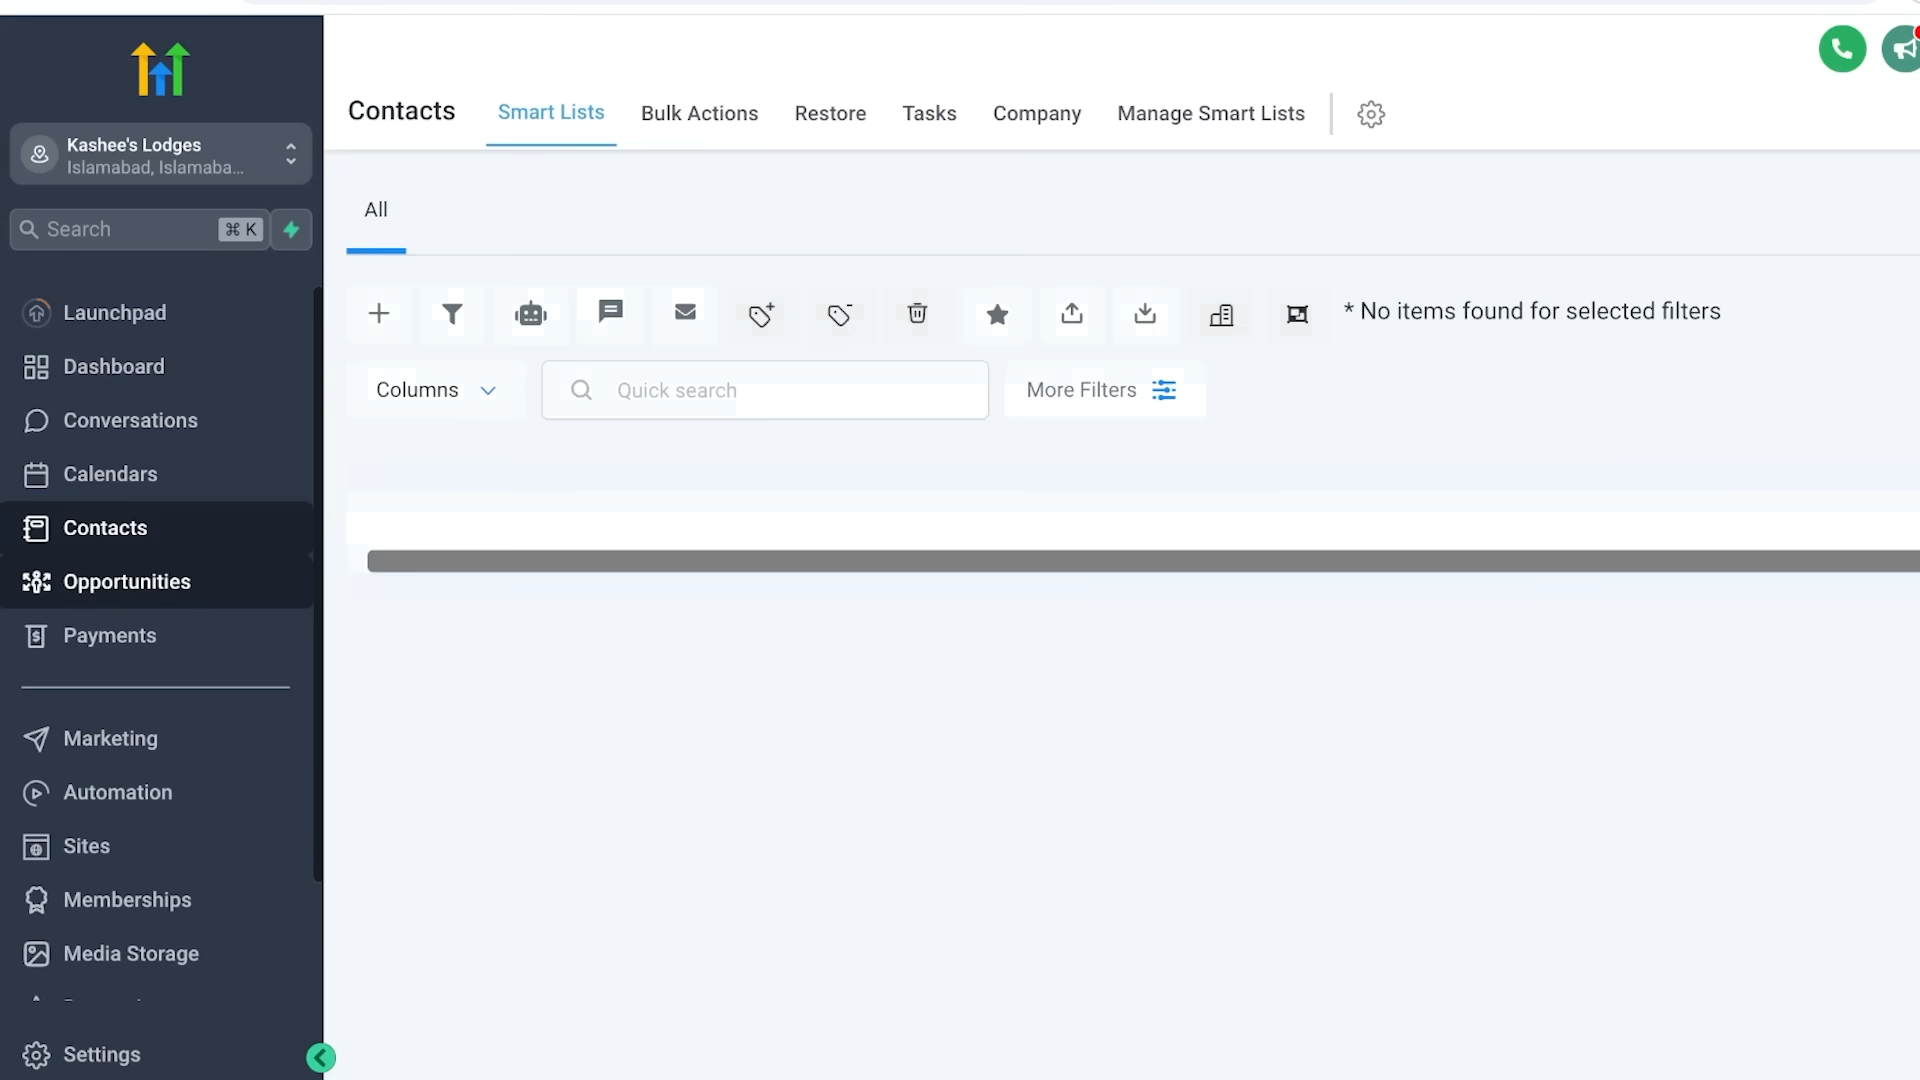 Kashee's Lodges
Islamabad, Islamaba...
Search
⌘ K
Launchpad
Dashboard
Conversations
Calendars
Contacts
Opportunities
Payments
Marketing
Automation
Sites
Memberships
Media Storage
Settings
Contacts
Smart Lists
Bulk Actions
Restore
Tasks
Company
Manage Smart Lists
All
* No items found for selected filters
Columns
Quick search
More Filters